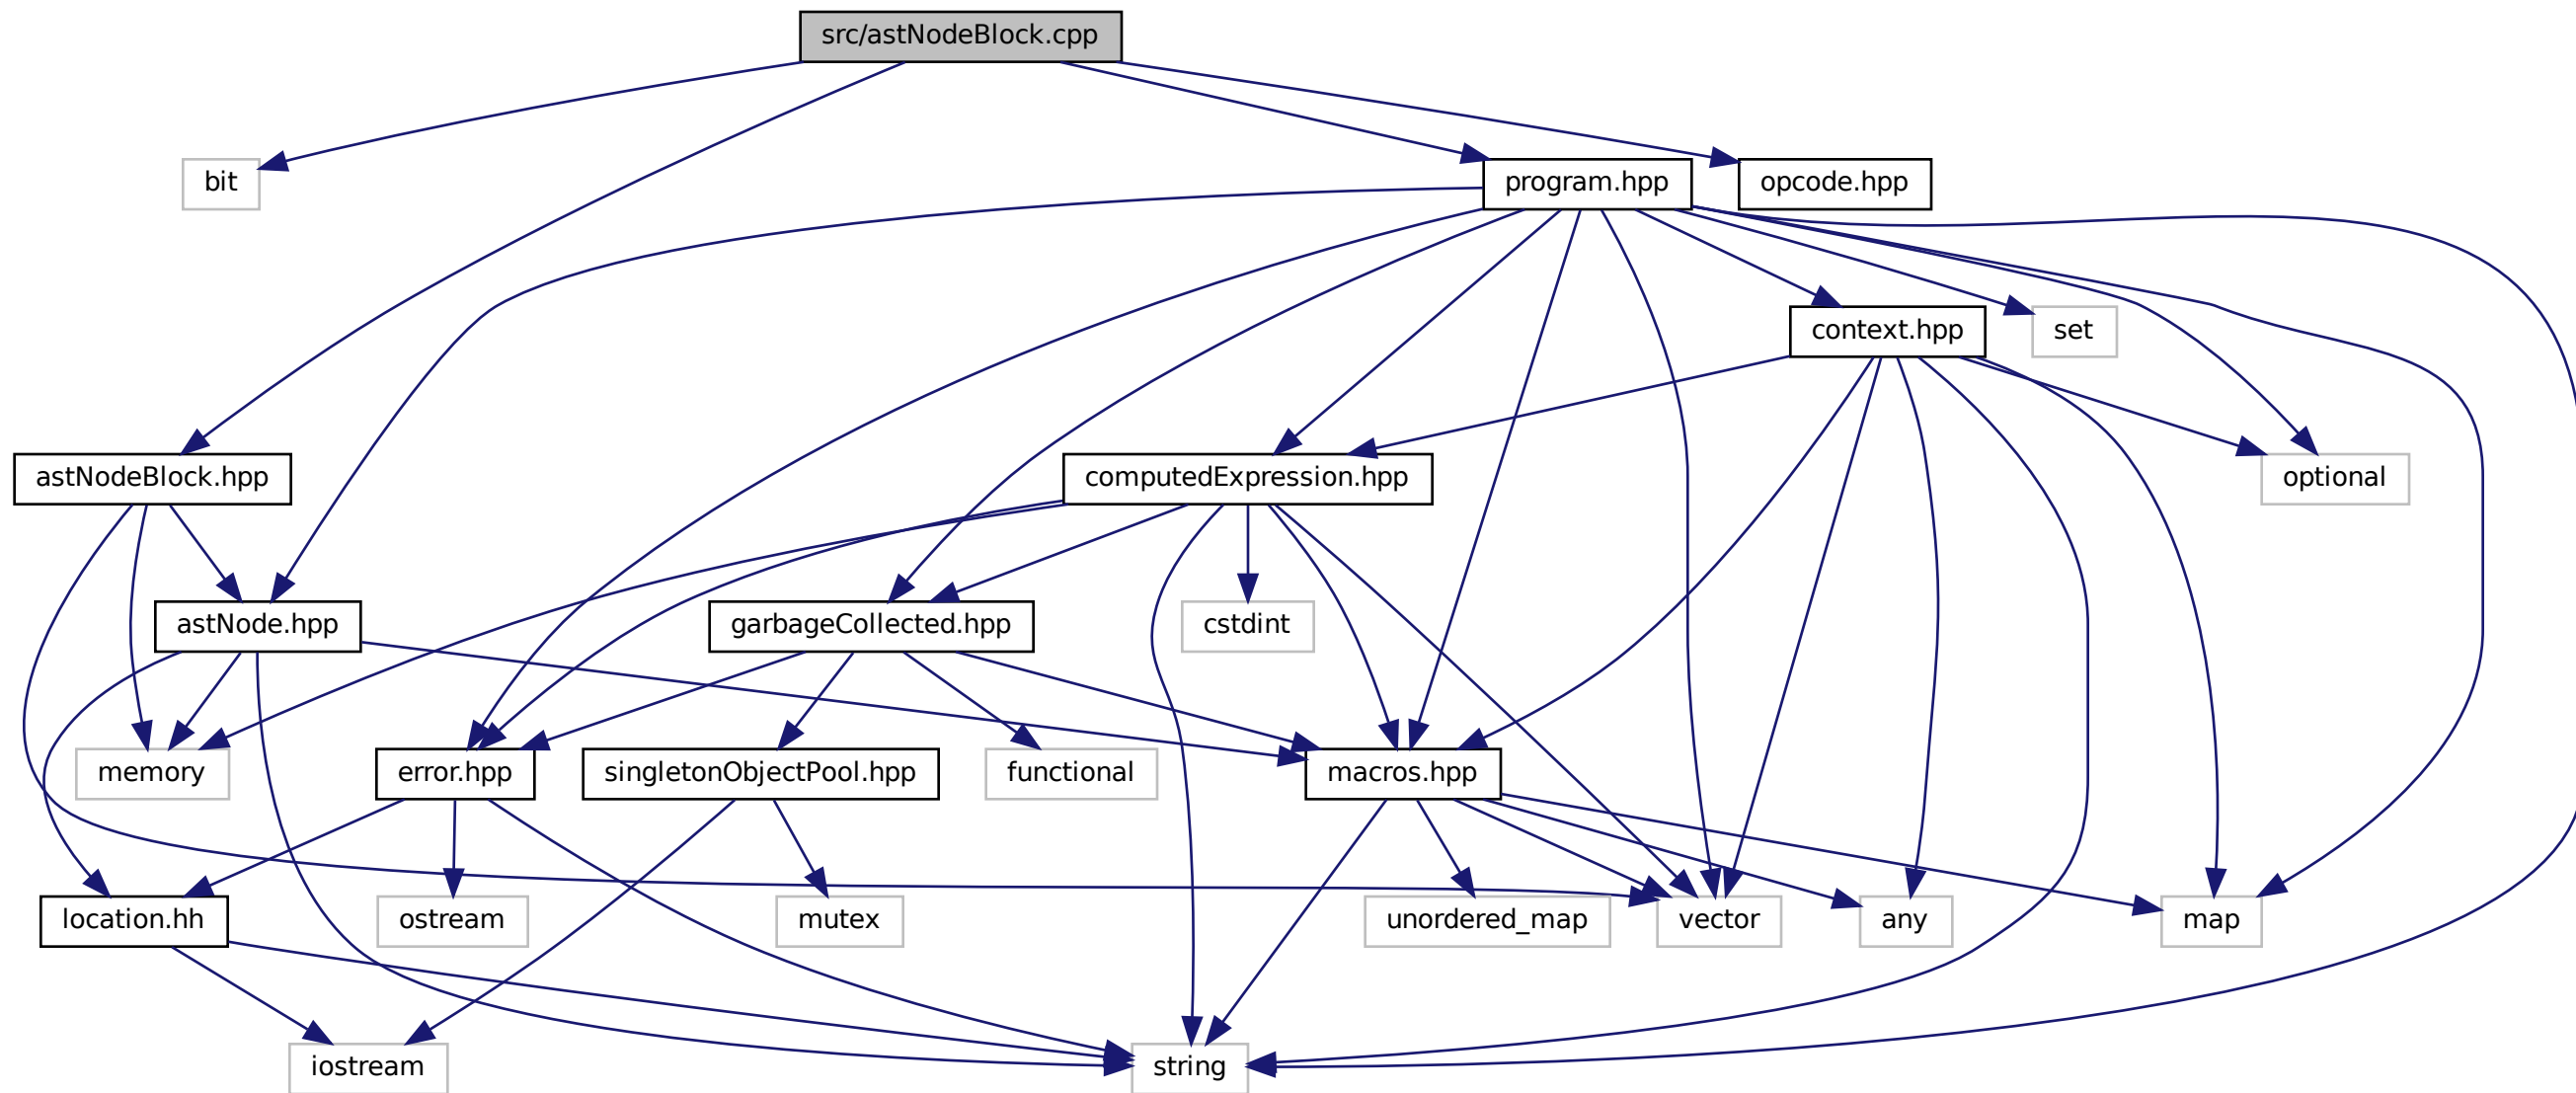 src/astNodeBlock.cpp
bit
program.hpp
opcode.hpp
context.hpp
set
astNodeBlock.hpp
computedExpression.hpp
optional
astNode.hpp
garbageCollected.hpp
cstdint
memory
error.hpp
singletonObjectPool.hpp
functional
macros.hpp
location.hh
ostream
mutex
unordered_map
vector
any
map
iostream
string